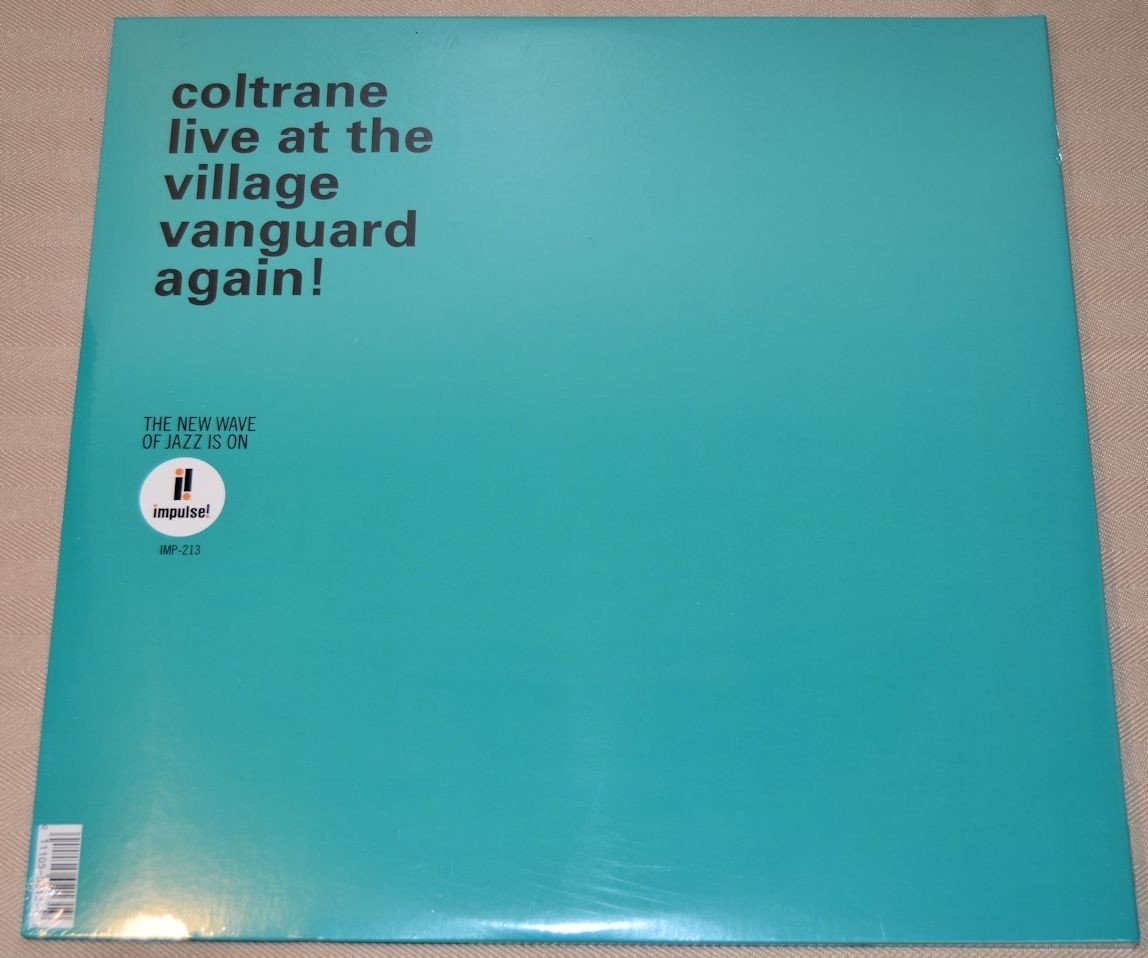 coltrane
live at the
village
vanguard
again!
THE NEW WAVE
OF JAZZ IS ON
impulse!
IMP-213